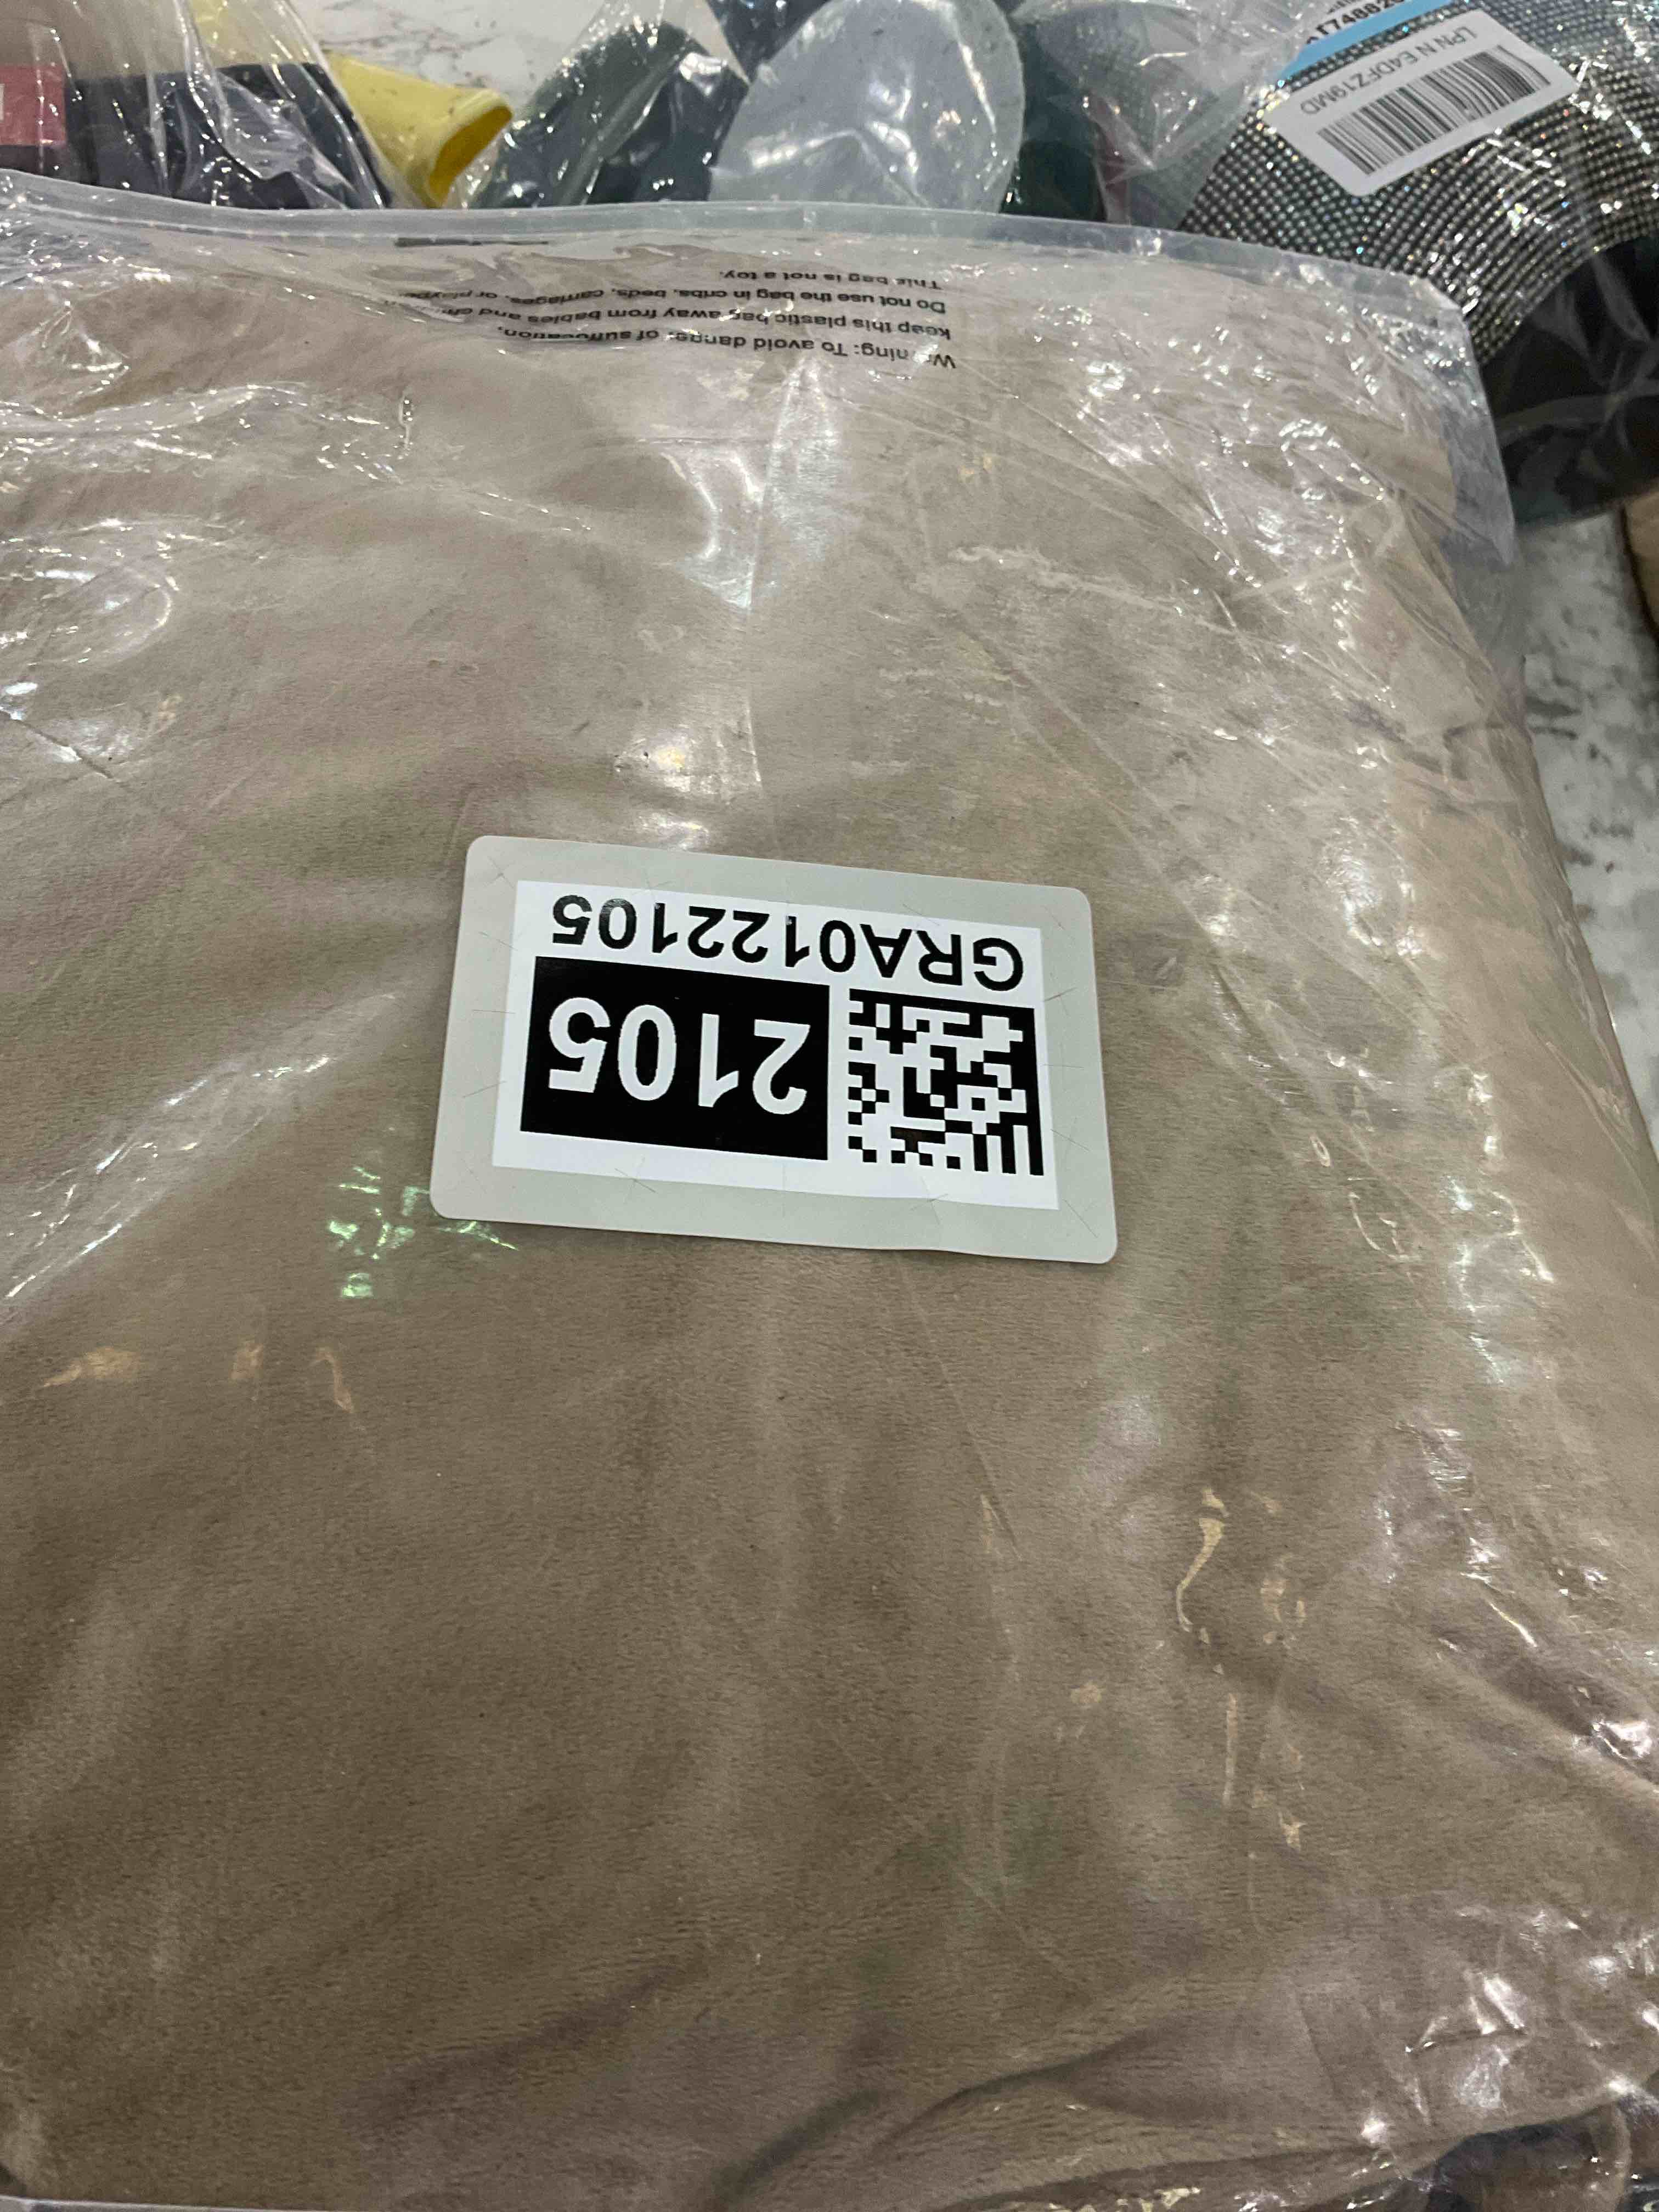 2105
GRA0122105
Warning: To avoid danger of suffocation,
keep this plastic bag away from babies and
Do not use the bag in cribs, beds, carriages, or
This bag is not a toy.
LPN N E4DFZ19MD